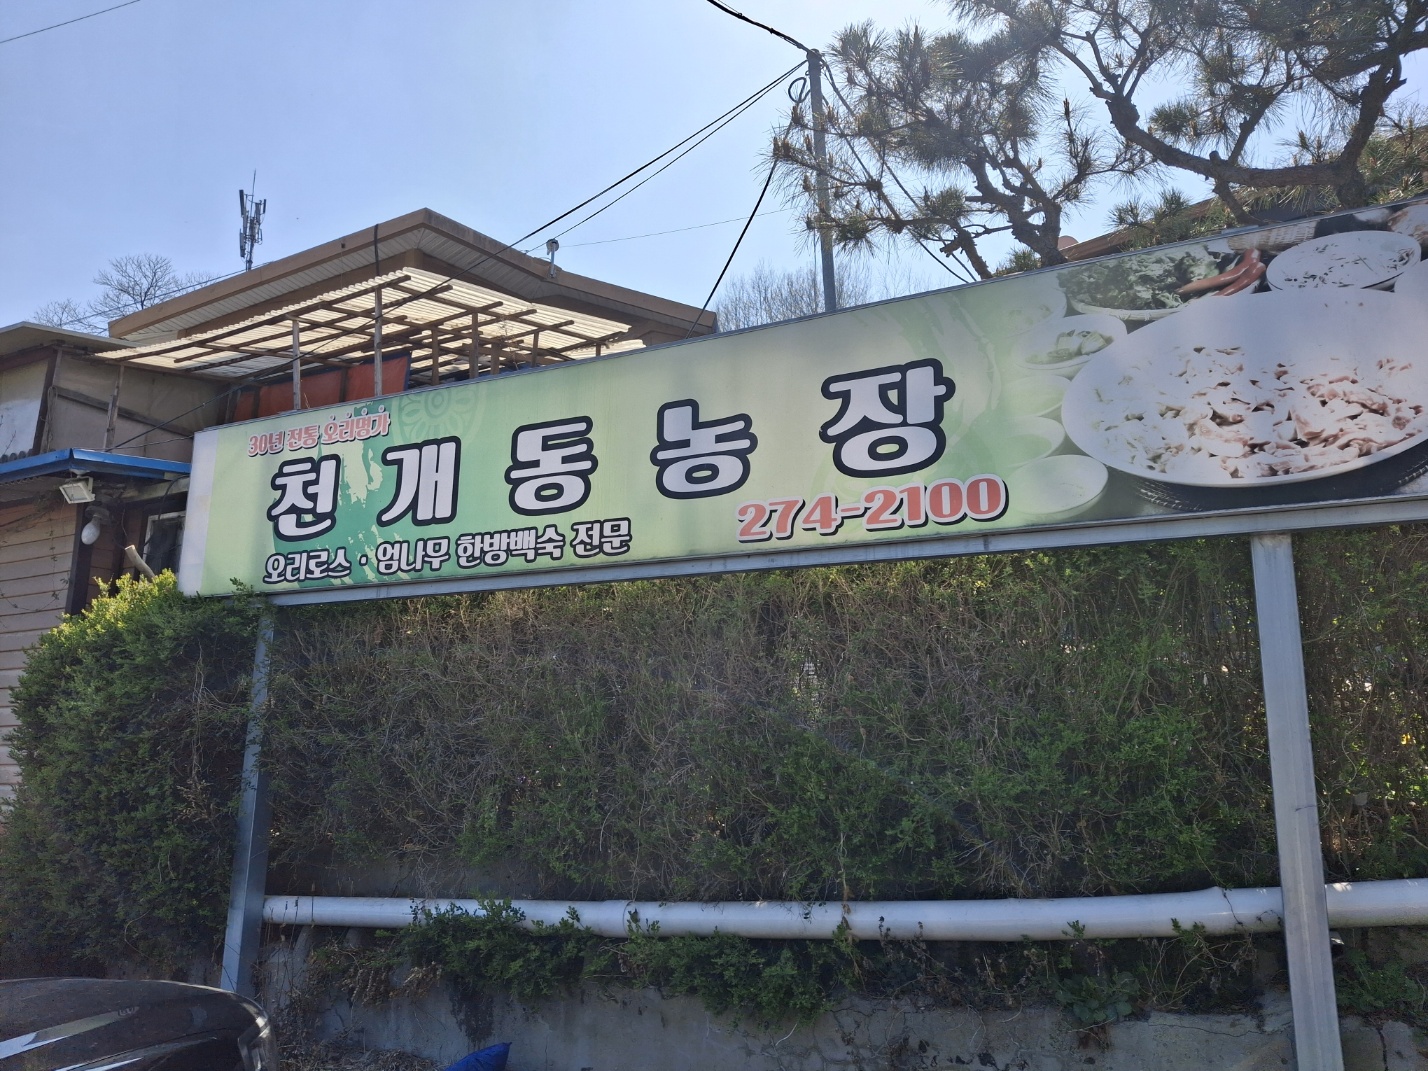 30년 전통 오리명가
천개동농장
274-2100
오리로스 · 엄나무 한방백숙 전문